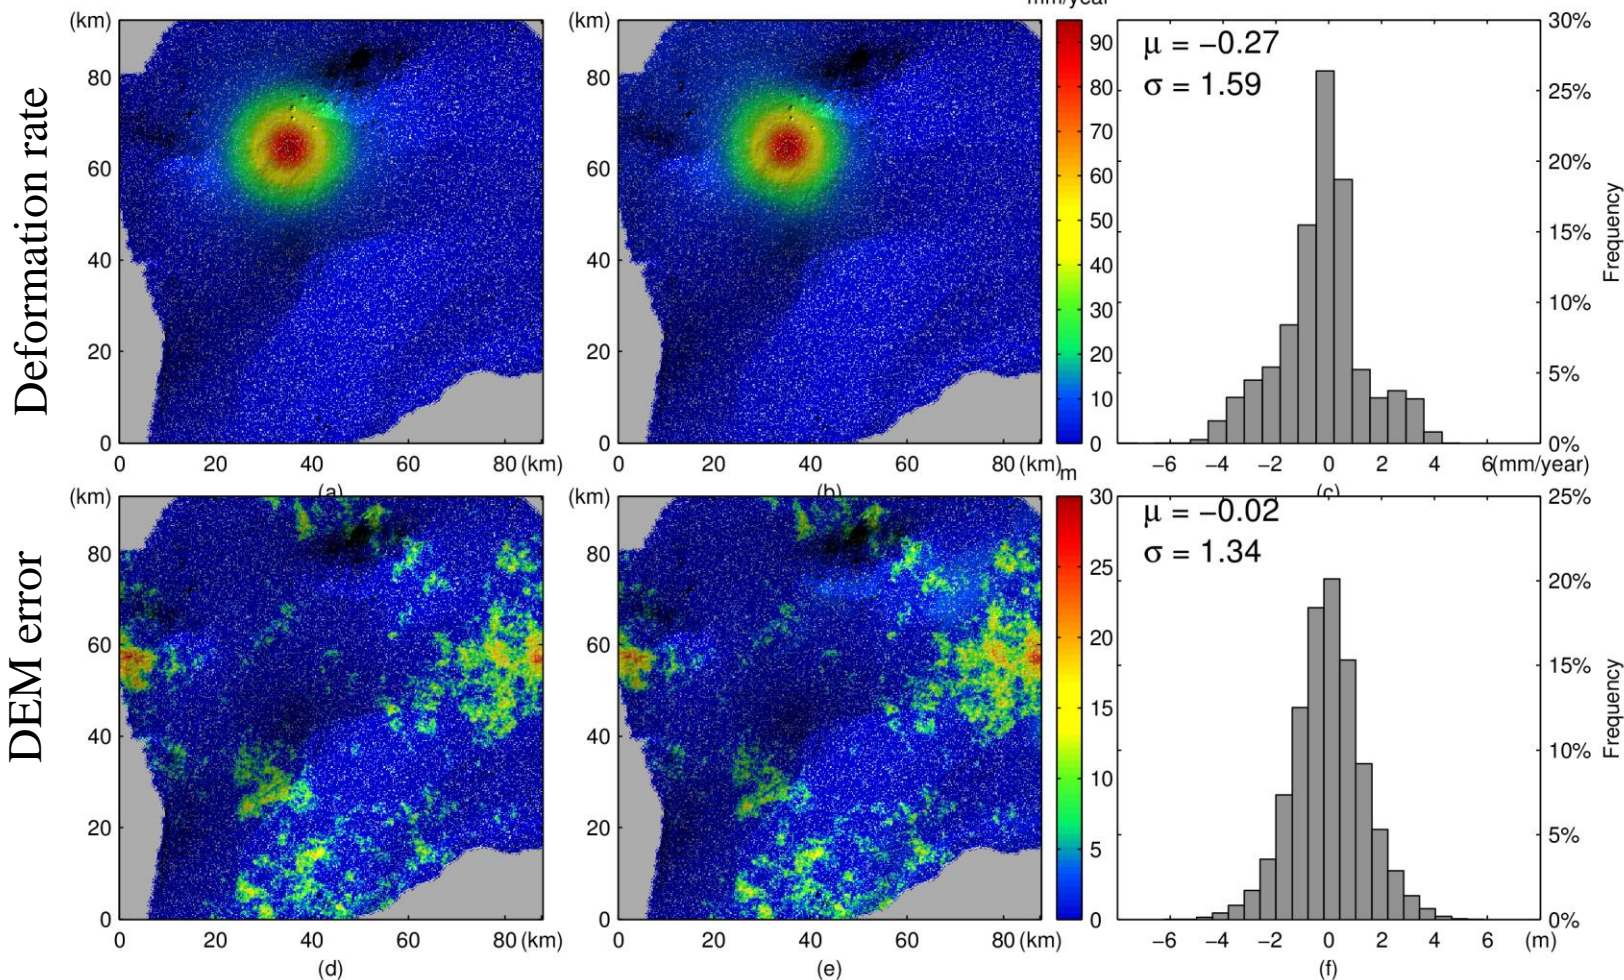 Deformation rate
(km)
80
60
40
20
0
0 20 40 60 80 (km)
(a)
(km)
80
60
40
20
0
0 20 40 60 80 (km)
(b)
mm/year
90
80
70
60
50
40
30
20
10
0
μ = −0.27
σ = 1.59
30%
25%
20%
15%
10%
5%
0%
Frequency
−6 −4 −2 0 2 4 6(mm/year)
(c)
DEM error
(km)
80
60
40
20
0
0 20 40 60 80 (km)
(d)
(km)
80
60
40
20
0
0 20 40 60 80 (km)
(e)
m
30
25
20
15
10
5
0
μ = −0.02
σ = 1.34
25%
20%
15%
10%
5%
0%
Frequency
−6 −4 −2 0 2 4 6 (m)
(f)